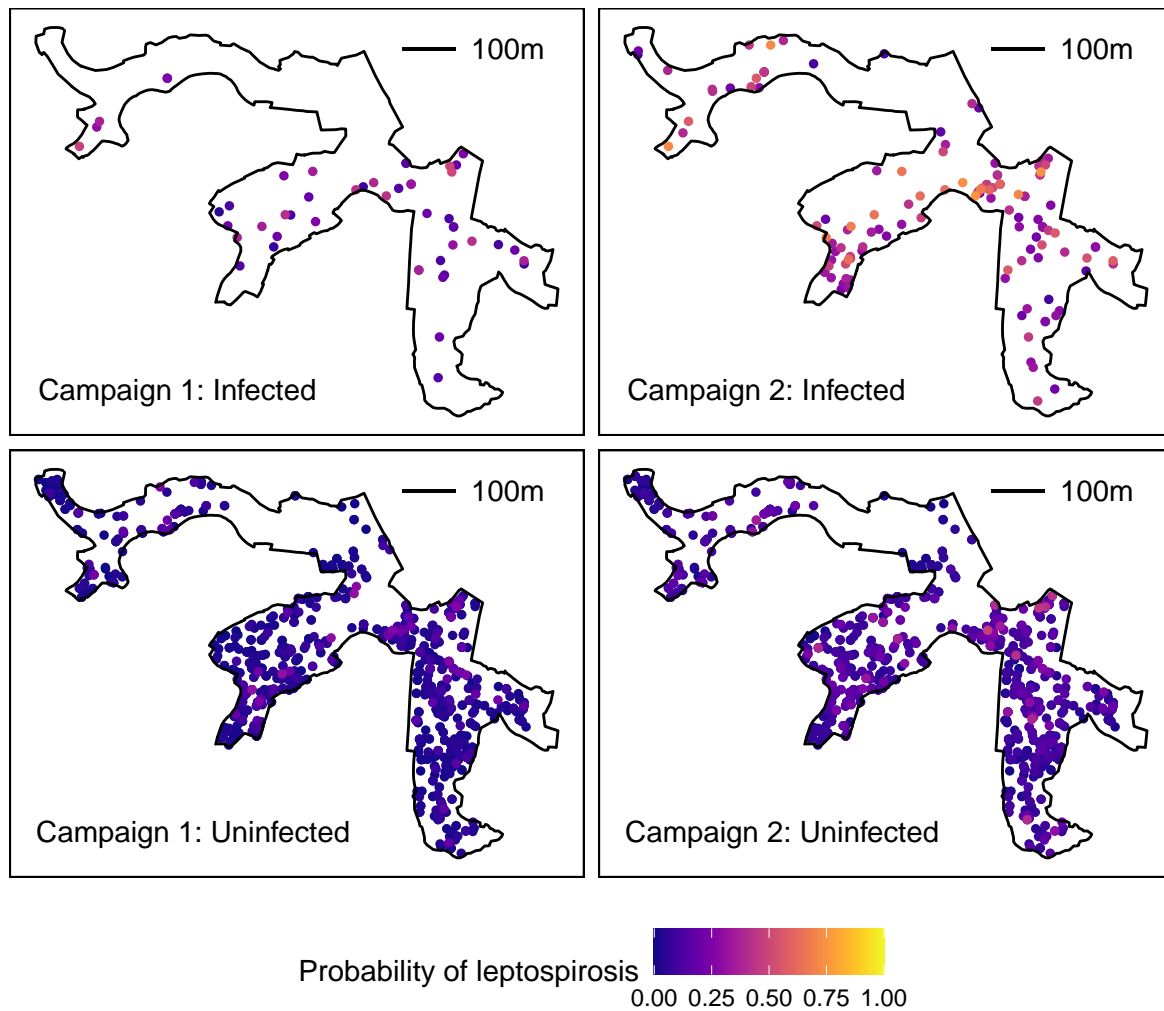 100m
100m
Campaign 1: Infected
Campaign 2: Infected
100m
100m
Campaign 1: Uninfected
Campaign 2: Uninfected
Probability of leptospirosis
0.00 0.25 0.50 0.75 1.00